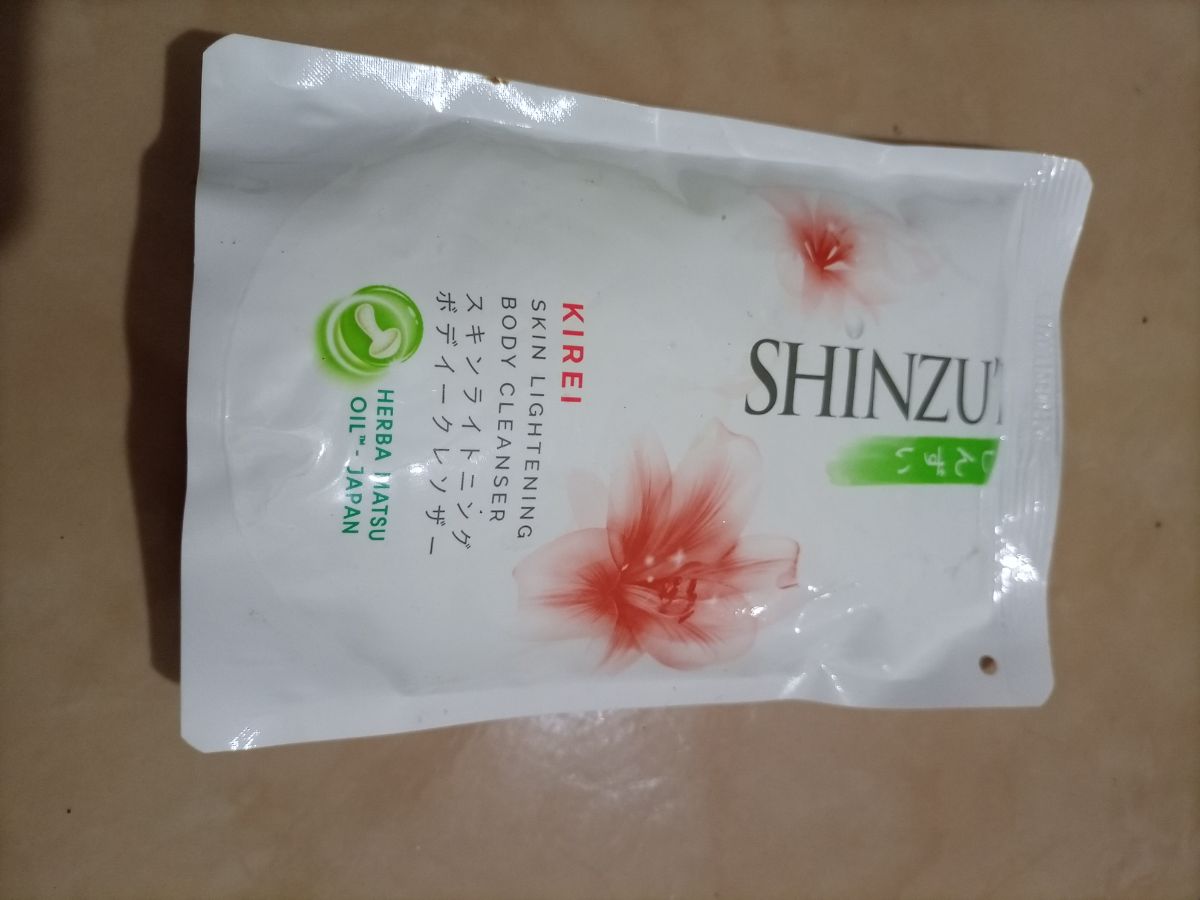 SHINZU'
しんずい
KIREI
SKIN LIGHTENING
BODY CLEANSER
スキンライトニング
ボディークレンザー
HERBA MATSU
OIL™- JAPAN